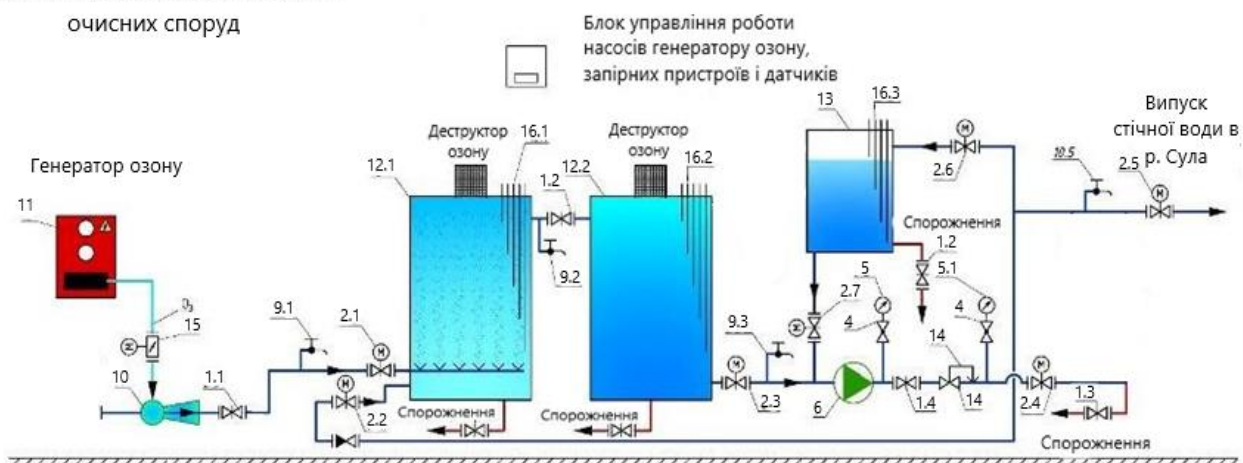 очисних споруд
Блок управління роботи
насосів генератору озону,
запірних пристроїв і датчиків
Випуск
стічної води в
р. Сула
Генератор озону
Деструктор
озону
Деструктор
озону
11
12.1
16.1
1.2
12.2
16.2
13
16.3
M
2.6
10.5
2.5
M
Спорожнення
1.2
5
5.1
9.2
O₃
15
M
9.1
2.1
M
10
1.1
M
2.2
2.7
M
4
4
9.3
14
M
2.3
6
1.4
14
M
2.4
1.3
Спорожнення
Спорожнення
Спорожнення